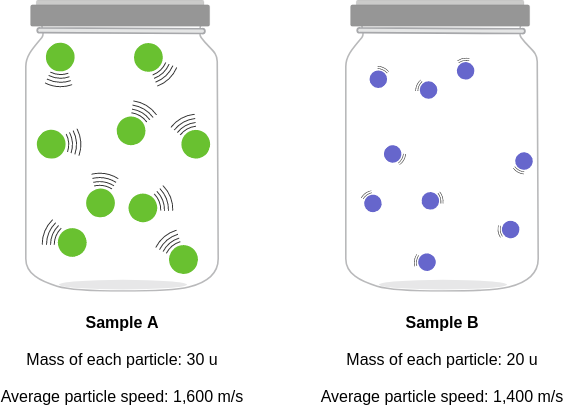 Sample A
Mass of each particle: 30 u
Average particle speed: 1,600 m/s
Sample B
Mass of each particle: 20 u
Average particle speed: 1,400 m/s